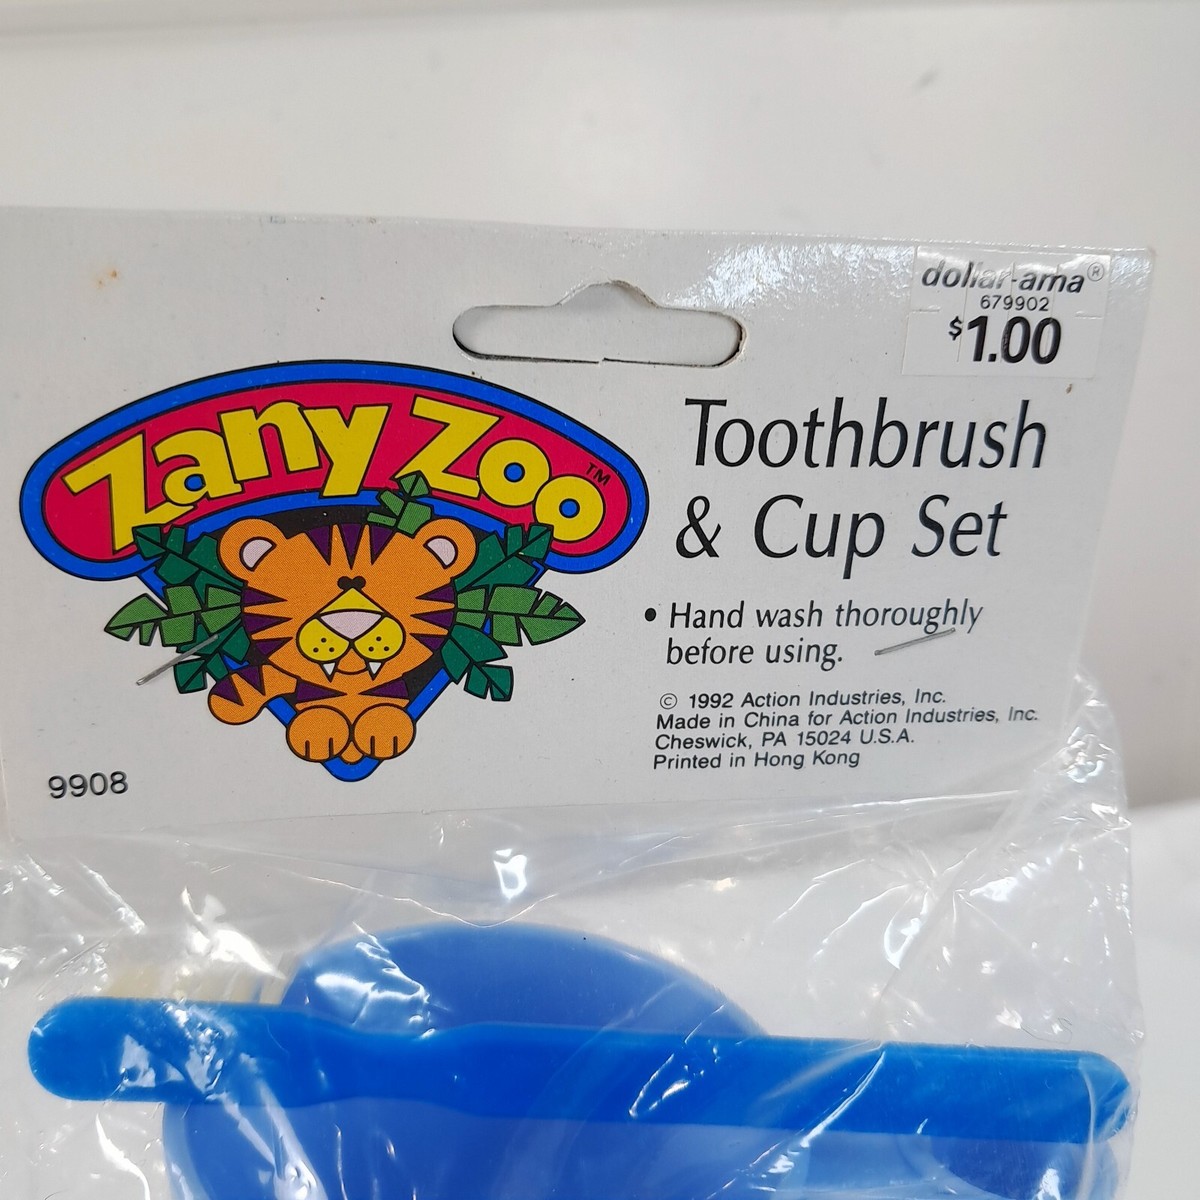 dollar-ama®
679902
$1.00
Zany Zoo™
Toothbrush
& Cup Set
• Hand wash thoroughly
before using.
© 1992 Action Industries, Inc.
Made in China for Action Industries, Inc.
Cheswick, PA 15024 U.S.A.
Printed in Hong Kong
9908